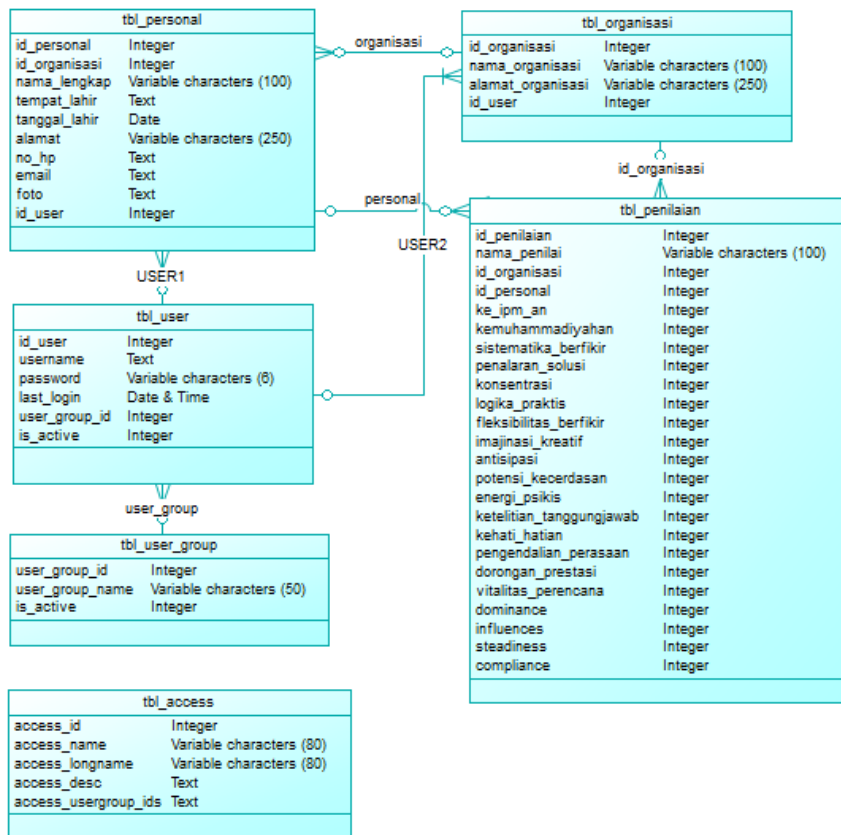 tbl_personal
id_personal Integer
id_organisasi Integer
nama_lengkap Variable characters (100)
tempat_lahir Text
tanggal_lahir Date
alamat Variable characters (250)
no_hp Text
email Text
foto Text
id_user Integer
organisasi
tbl_organisasi
id_organisasi Integer
nama_organisasi Variable characters (100)
alamat_organisasi Variable characters (250)
id_user Integer
id_organisasi
personal
USER2
USER1
tbl_user
id_user Integer
username Text
password Variable characters (6)
last_login Date & Time
user_group_id Integer
is_active Integer
user_group
tbl_user_group
user_group_id Integer
user_group_name Variable characters (50)
is_active Integer
tbl_penilaian
id_penilaian Integer
nama_penilai Variable characters (100)
id_organisasi Integer
id_personal Integer
ke_ipm_an Integer
kemuhammadiyahan Integer
sistematika_berfikir Integer
penalaran_solusi Integer
konsentrasi Integer
logika_praktis Integer
fleksibilitas_berfikir Integer
imajinasi_kreatif Integer
antisipasi Integer
potensi_kecerdasan Integer
energi_psikis Integer
ketelitian_tanggungjawab Integer
kehati_hatian Integer
pengendalian_perasaan Integer
dorongan_prestasi Integer
vitalitas_perencana Integer
dominance Integer
influences Integer
steadiness Integer
compliance Integer
tbl_access
access_id Integer
access_name Variable characters (80)
access_longname Variable characters (80)
access_desc Text
access_usergroup_ids Text